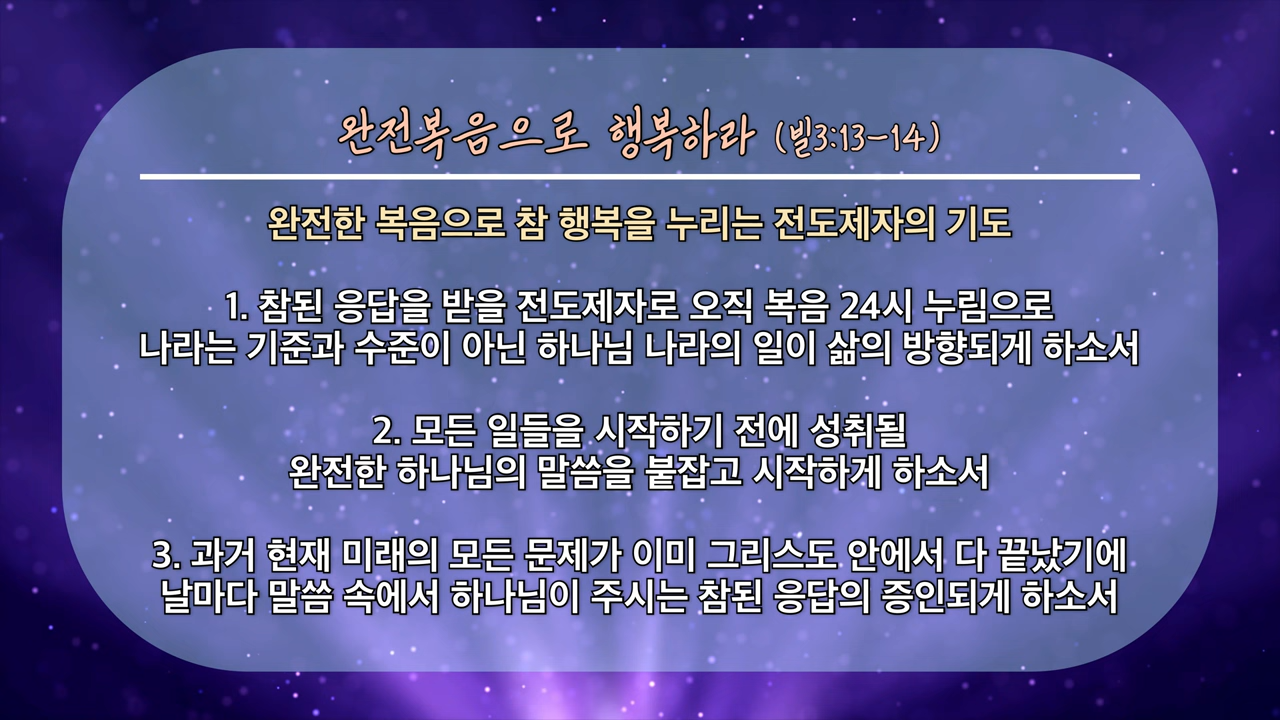 완전복음으로 행복하라 (빌3:13-14)
완전한 복음으로 참 행복을 누리는 전도제자의 기도
1. 참된 응답을 받을 전도제자로 오직 복음 24시 누림으로
나라는 기준과 수준이 아닌 하나님 나라의 일이 삶의 방향되게 하소서
2. 모든 일들을 시작하기 전에 성취될
완전한 하나님의 말씀을 붙잡고 시작하게 하소서
3. 과거 현재 미래의 모든 문제가 이미 그리스도 안에서 다 끝났기에
날마다 말씀 속에서 하나님이 주시는 참된 응답의 증인되게 하소서